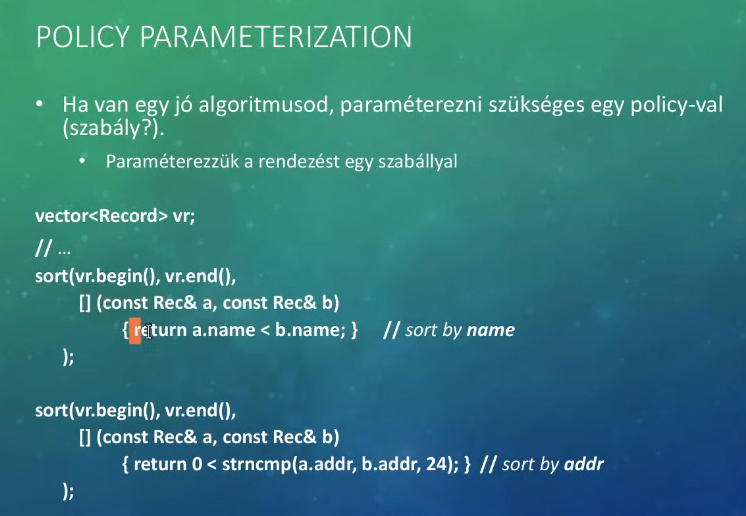 POLICY PARAMETERIZATION
• Ha van egy jó algoritmusod, paraméterezni szükséges egy policy-val
(szabály?).
• Paraméterezzük a rendezést egy szabállyal
vector<Record> vr;
// ...
sort(vr.begin(), vr.end(),
[] (const Rec& a, const Rec& b)
{ return a.name < b.name; } // sort by name
);
sort(vr.begin(), vr.end(),
[] (const Rec& a, const Rec& b)
{ return 0 < strncmp(a.addr, b.addr, 24); } // sort by addr
);